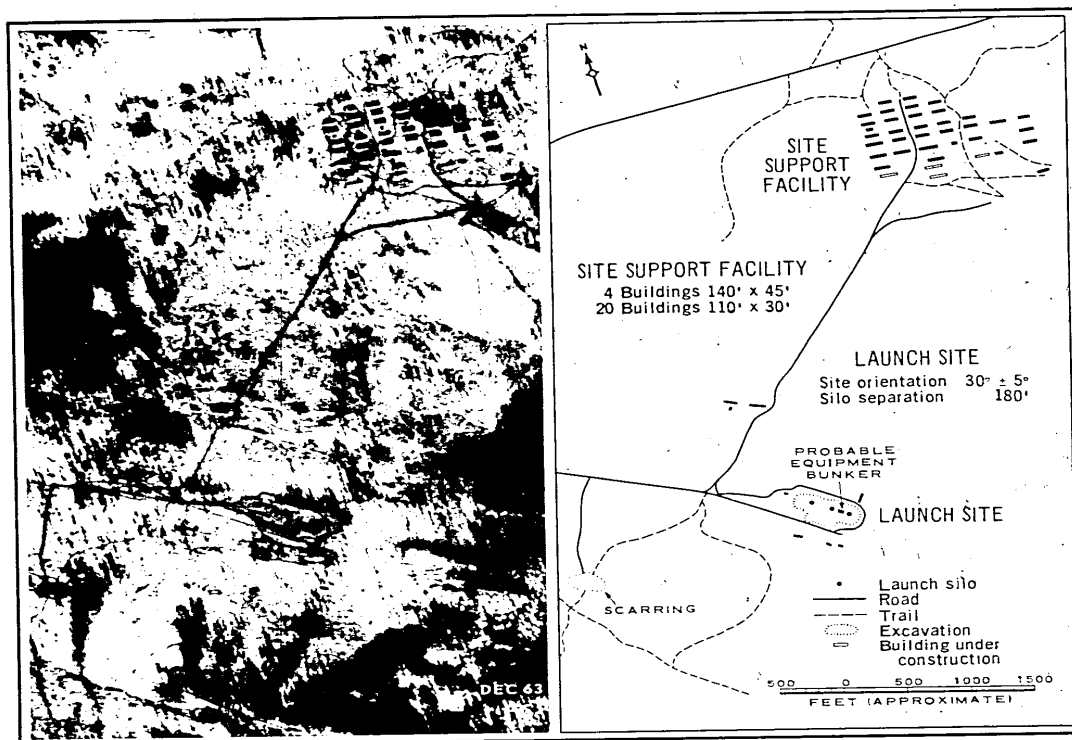 N
SITE
SUPPORT
FACILITY
SITE SUPPORT FACILITY
4 Buildings 140' x 45'
20 Buildings 110' x 30'
LAUNCH SITE
Site orientation 30° ± 5°
Silo separation 180'
PROBABLE
EQUIPMENT
BUNKER
LAUNCH SITE
SCARRING
Launch silo
Road
Trail
Excavation
Building under
construction
500 0 500 1000 1500
FEET (APPROXIMATE)
DEC 63